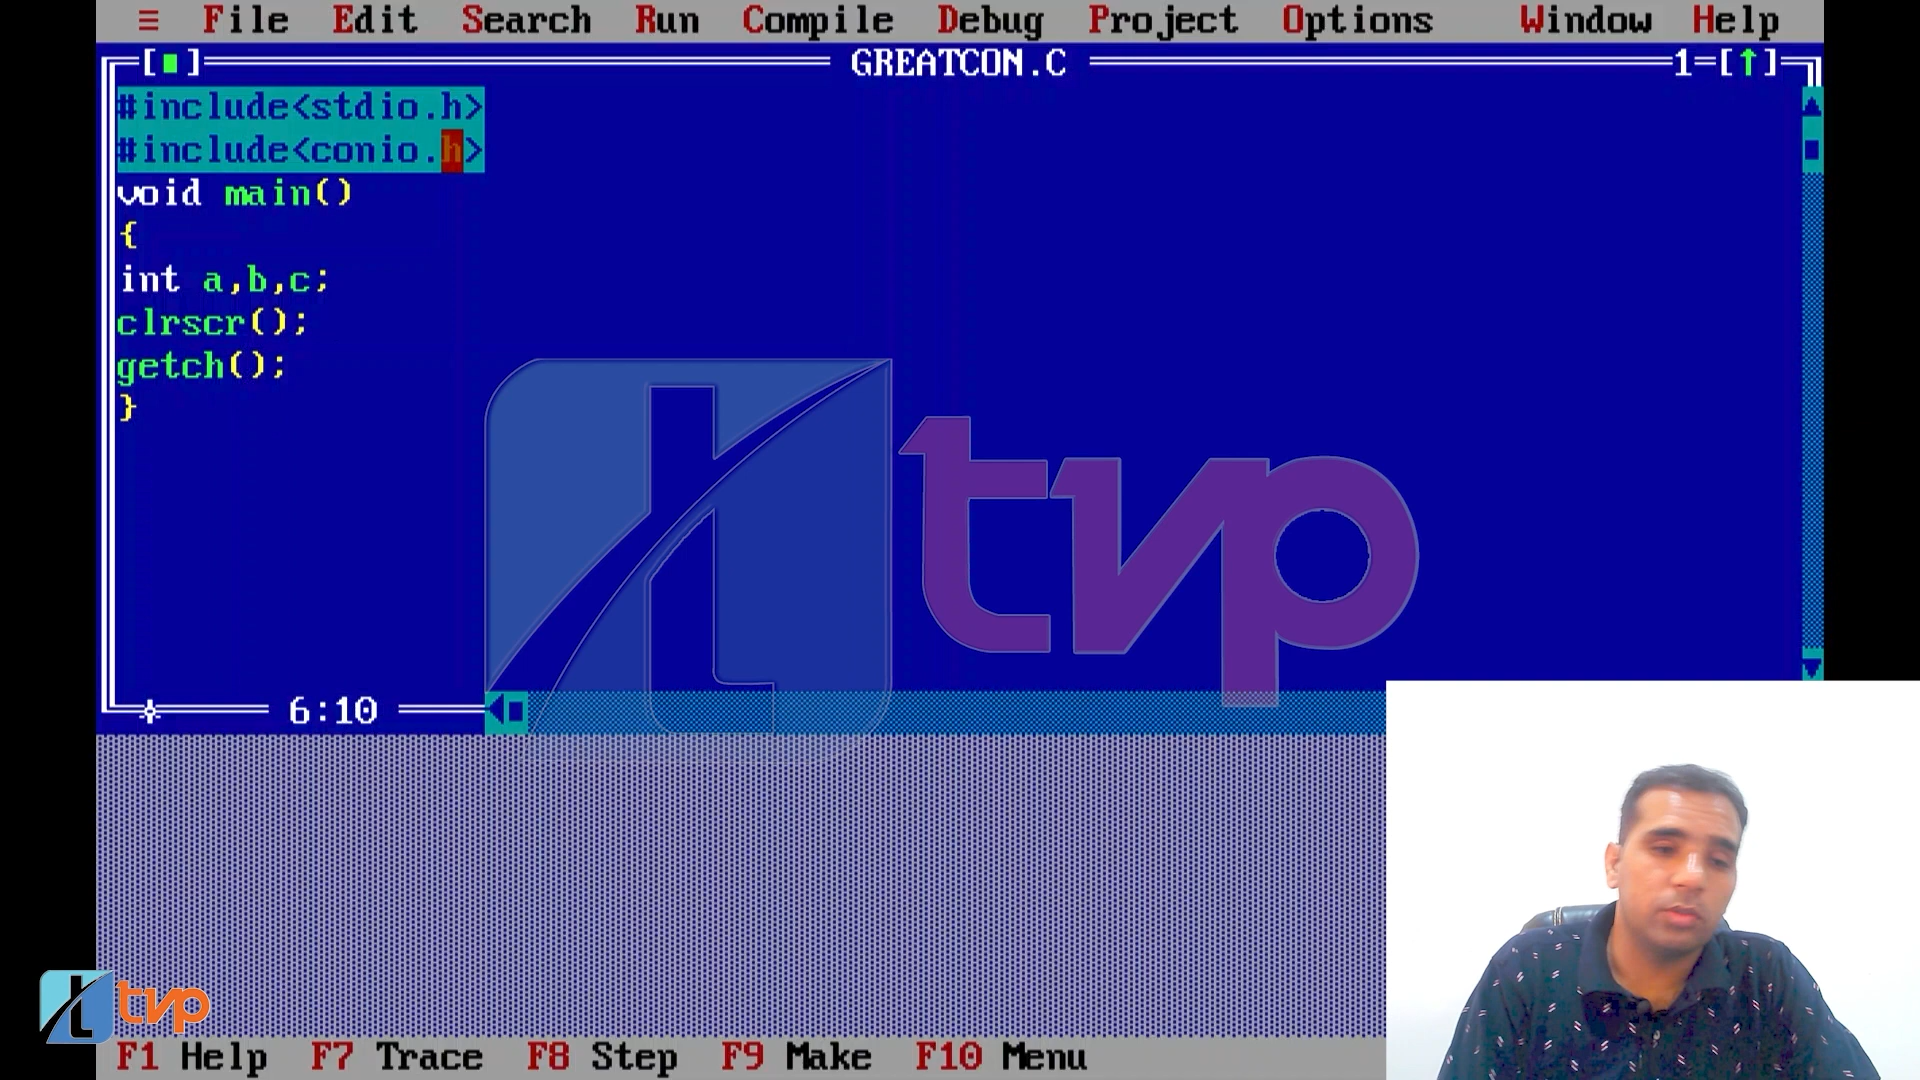 ≡ File Edit Search Run Compile Debug Project Options Window Help
[■] GREATCON.C 1=[↑]
#include<stdio.h>
#include<conio.h>
void main()
{
int a,b,c;
clrscr();
getch();
}
tvp
6:10
tvp
F1 Help F7 Trace F8 Step F9 Make F10 Menu